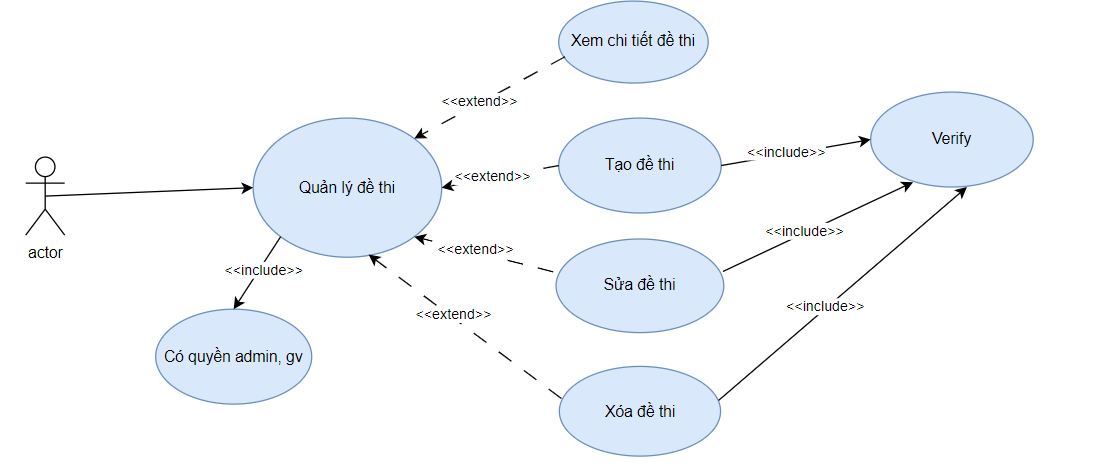 Xem chi tiết đề thi
<<extend>>
Verify
<<include>>
Tạo đề thi
<<extend>>
Quản lý đề thi
actor
<<include>>
<<extend>>
<<include>>
Sửa đề thi
<<include>>
<<extend>>
Có quyền admin, gv
Xóa đề thi